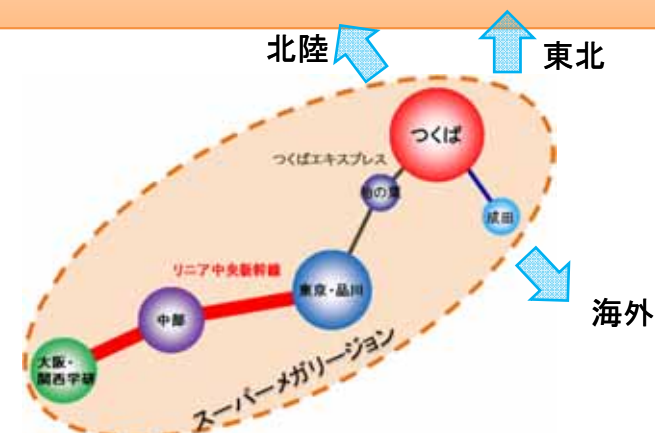 北陸
東北
つくば
つくばエキスプレス
柏の葉
成田
リニア中央新幹線
東京・品川
海外
中部
大阪・
関西学研
スーパーメガリージョン